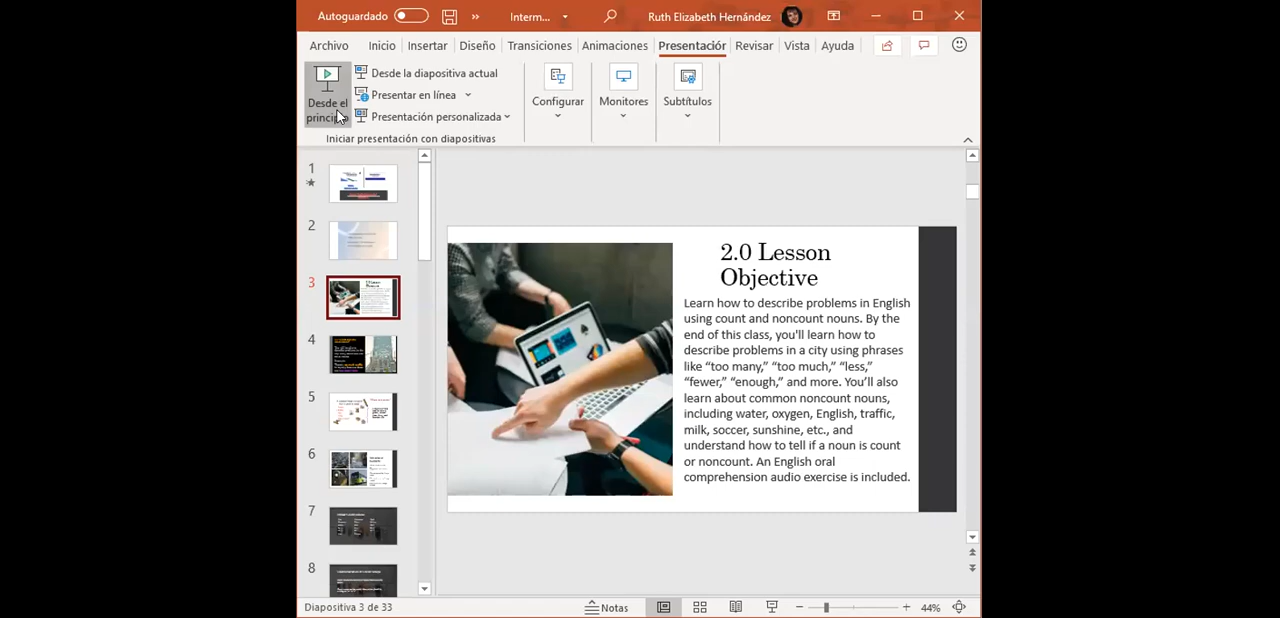 Autoguardado
»
Interm...
Ruth Elizabeth Hernández
Archivo
Inicio
Insertar
Diseño
Transiciones
Animaciones
Presentaciór
Revisar
Vista
Ayuda
Desde el
Desde la diapositiva actual
Presentar en línea
Presentación personalizada
Configurar
Monitores
Subtítulos
Iniciar presentación con diapositivas
1
2
3
4
5
6
7
8
2.0 Lesson
Objective
Learn how to describe problems in English
using count and noncount nouns. By the
end of this class, you'll learn how to
describe problems in a city using phrases
like “too many,” “too much,” “less,”
“fewer,” “enough,” and more. You’ll also
learn about common noncount nouns,
including water, oxygen, English, traffic,
milk, soccer, sunshine, etc., and
understand how to tell if a noun is count
or noncount. An English oral
comprehension audio exercise is included.
Diapositiva 3 de 33
Notas
44%